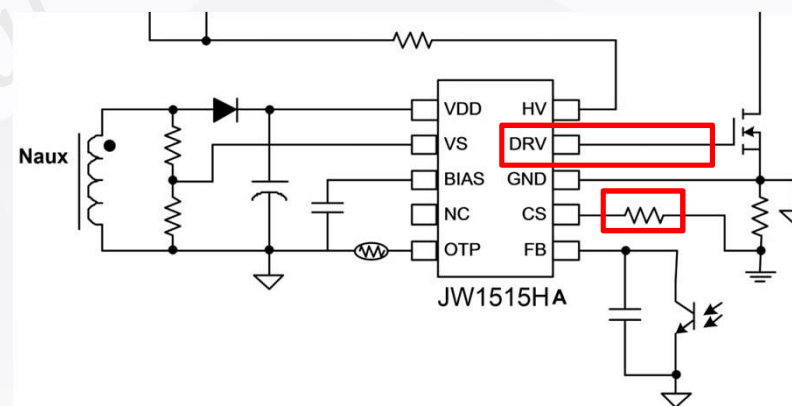 VDD HV
Naux VS DRV
BIAS GND
NC CS
OTP FB
JW1515HA